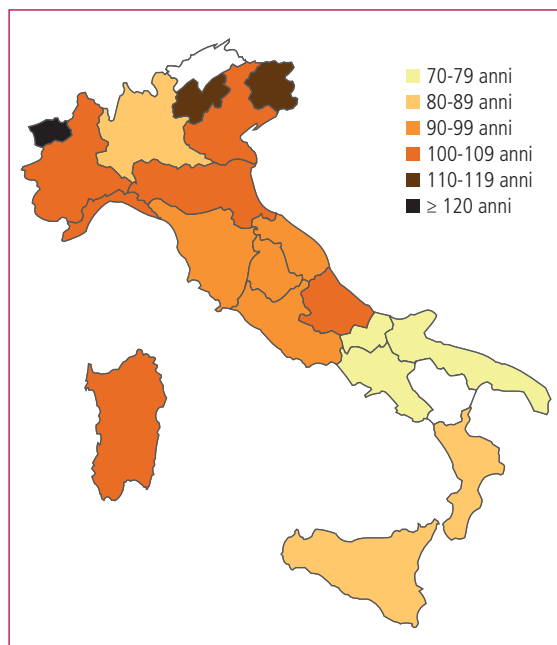 70-79 anni
80-89 anni
90-99 anni
100-109 anni
110-119 anni
≥ 120 anni